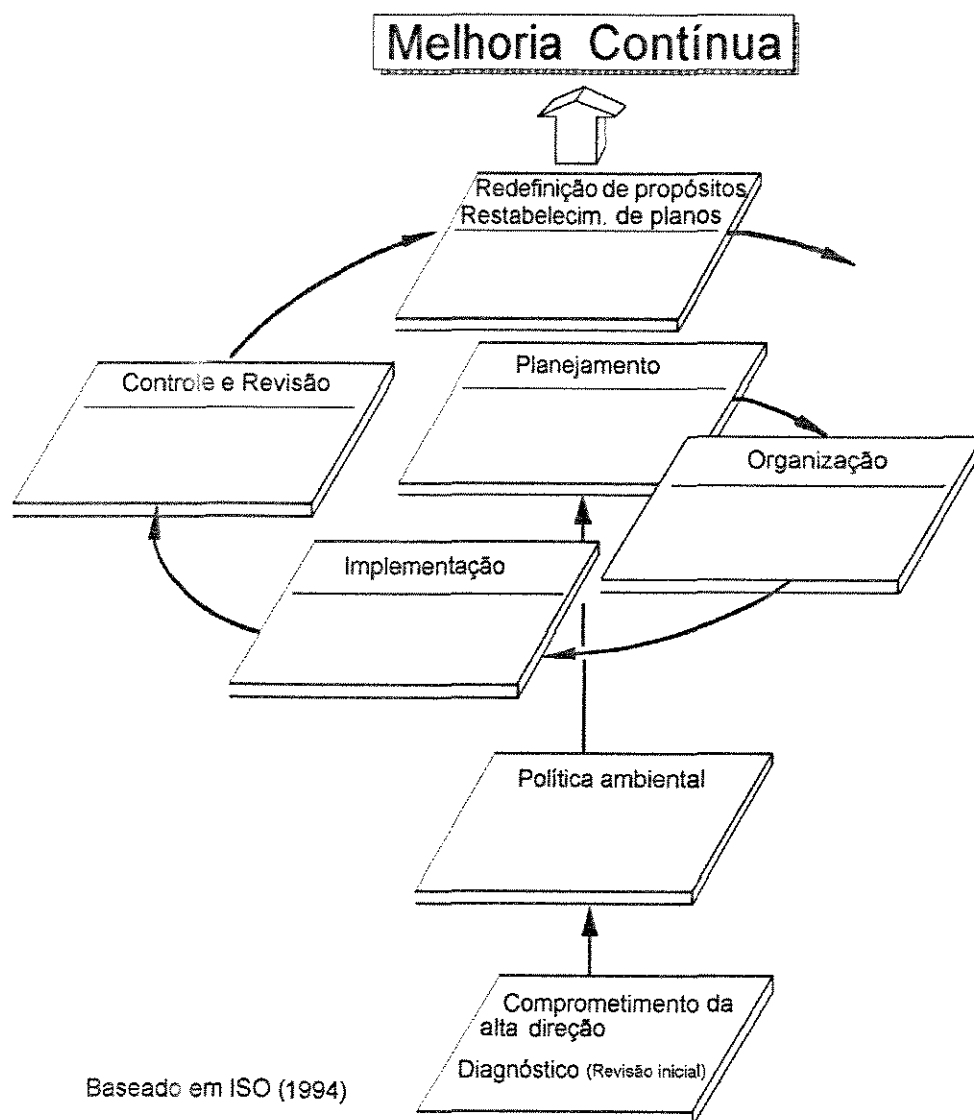 Melhoria Contínua
Redefinição de propósitos
Restabelecim. de planos
Controle e Revisão
Planejamento
Organização
Implementação
Política ambiental
Comprometimento da
alta direção
Diagnóstico (Revisão inicial)
Baseado em ISO (1994)